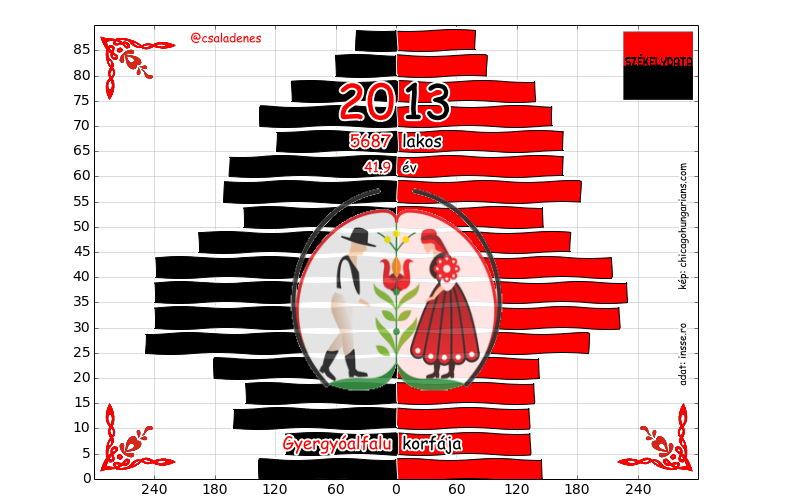 @csaladenes
SZÉKELYDATA
2013
5687 lakos
41,9 év
kép: chicagohungarians.com
adat: insse.ro
Gyergyóalfalu korfája
85
80
75
70
65
60
55
50
45
40
35
30
25
20
15
10
5
0
240 180 120 60 0 60 120 180 240